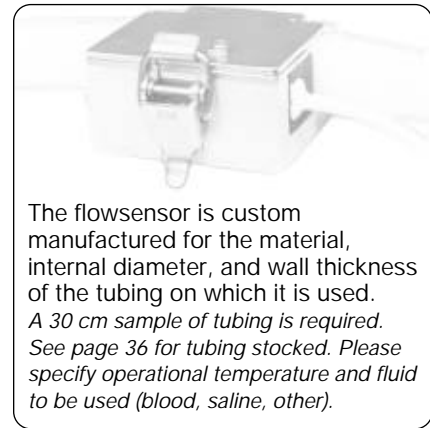 The flowsensor is custom
manufactured for the material,
internal diameter, and wall thickness
of the tubing on which it is used.
A 30 cm sample of tubing is required.
See page 36 for tubing stocked. Please
specify operational temperature and fluid
to be used (blood, saline, other).